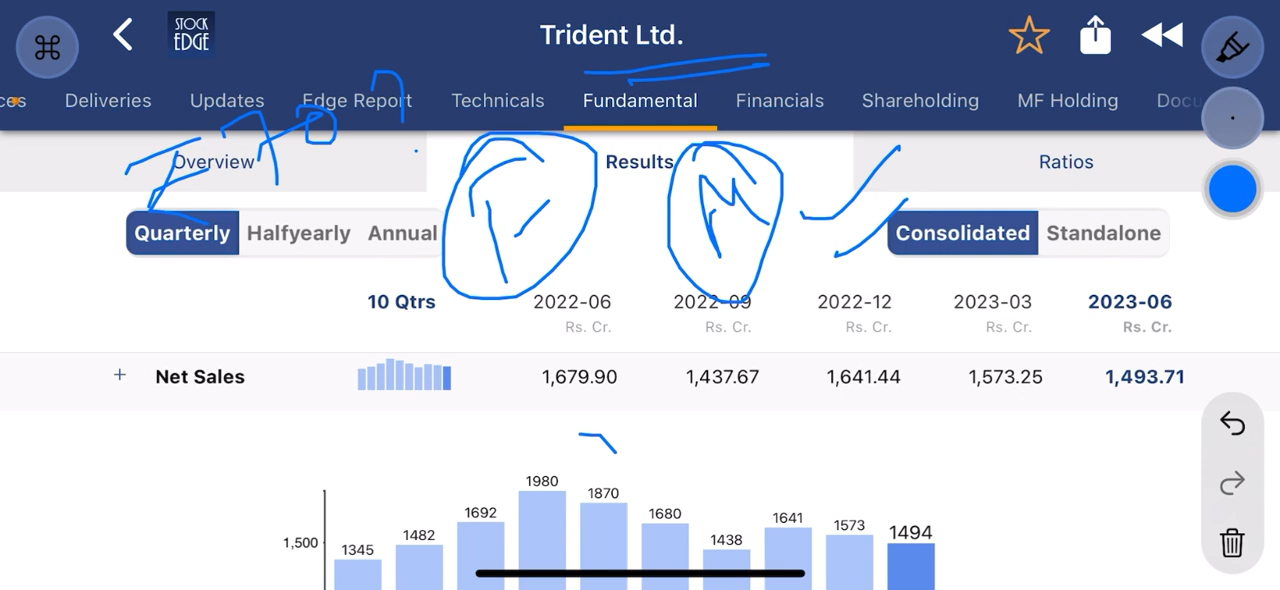 STOCK EDGE
Trident Ltd.
Deliveries Updates Edge Report Technicals Fundamental Financials Shareholding MF Holding
Overview Results Ratios
Quarterly Halfyearly Annual Consolidated Standalone
10 Qtrs 2022-06 2022-09 2022-12 2023-03 2023-06
Rs. Cr. Rs. Cr. Rs. Cr. Rs. Cr. Rs. Cr.
+ Net Sales 1,679.90 1,437.67 1,641.44 1,573.25 1,493.71
1,500
1345 1482 1692 1980 1870 1680 1438 1641 1573 1494